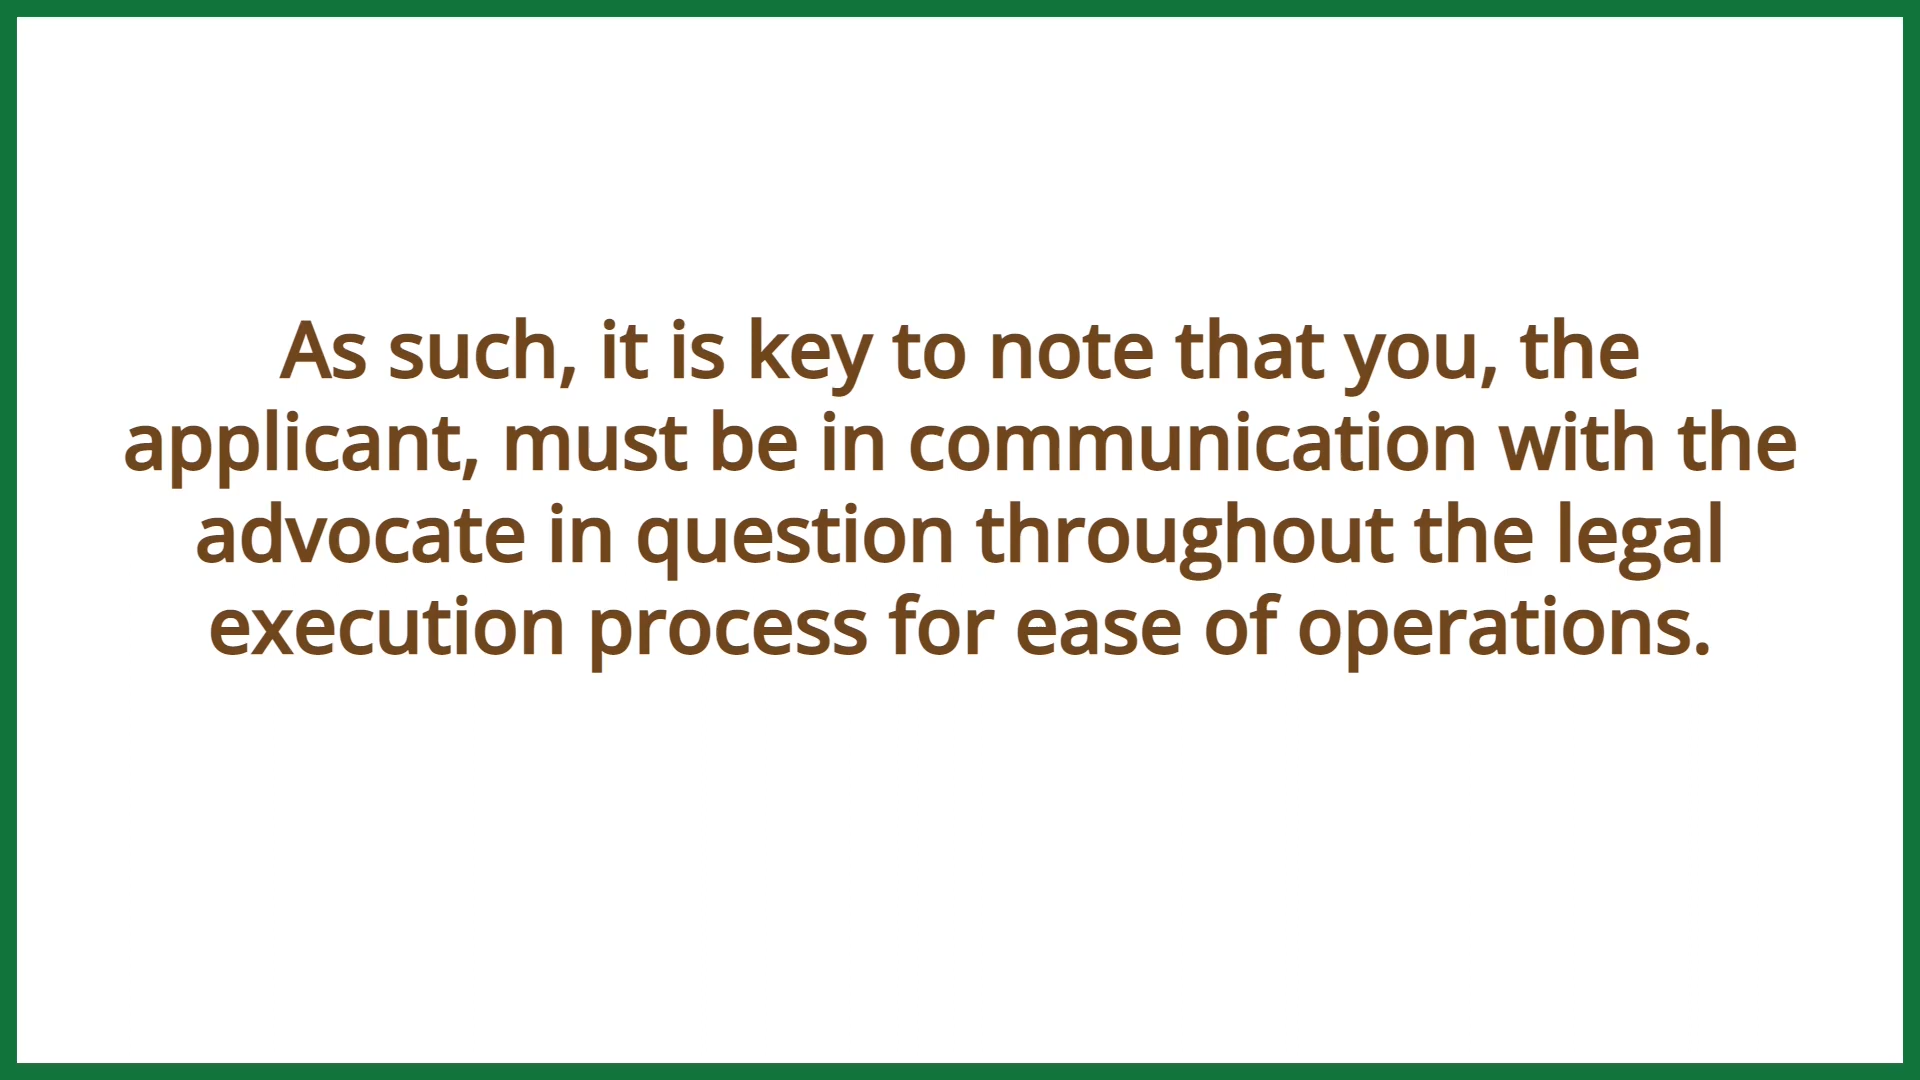 As such, it is key to note that you, the
applicant, must be in communication with the
advocate in question throughout the legal
execution process for ease of operations.